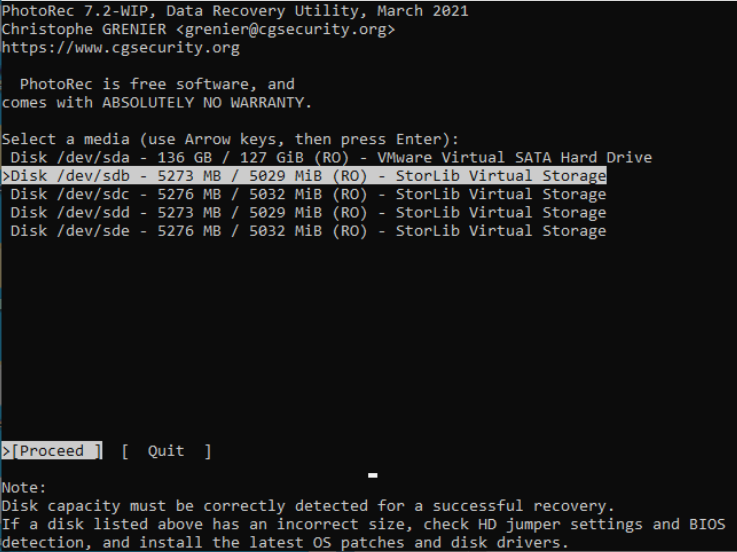 PhotoRec 7.2-WIP, Data Recovery Utility, March 2021
Christophe GRENIER <grenier@cgsecurity.org>
https://www.cgsecurity.org
PhotoRec is free software, and
comes with ABSOLUTELY NO WARRANTY.
Select a media (use Arrow keys, then press Enter):
Disk /dev/sda - 136 GB / 127 GiB (RO) - VMware Virtual SATA Hard Drive
>Disk /dev/sdb - 5273 MB / 5029 MiB (RO) - StorLib Virtual Storage
Disk /dev/sdc - 5276 MB / 5032 MiB (RO) - StorLib Virtual Storage
Disk /dev/sdd - 5273 MB / 5029 MiB (RO) - StorLib Virtual Storage
Disk /dev/sde - 5276 MB / 5032 MiB (RO) - StorLib Virtual Storage
>[Proceed ]  [  Quit  ]
Note:
Disk capacity must be correctly detected for a successful recovery.
If a disk listed above has an incorrect size, check HD jumper settings and BIOS
detection, and install the latest OS patches and disk drivers.